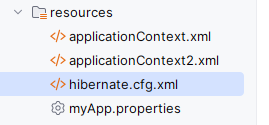 resources
applicationContext.xml
applicationContext2.xml
hibernate.cfg.xml
myApp.properties